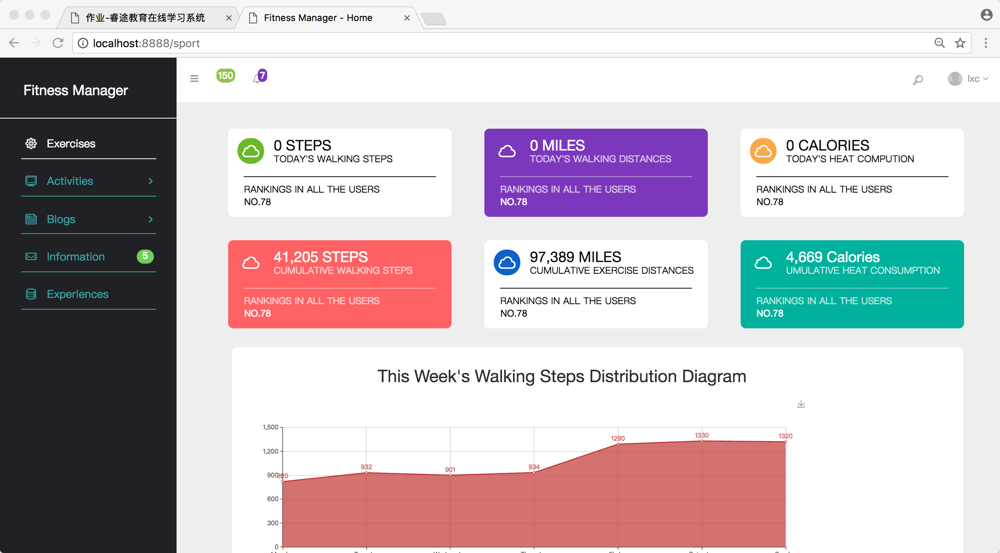 作业-睿途教育在线学习系统
Fitness Manager - Home
localhost:8888/sport
Fitness Manager
150
7
lxc
Exercises
Activities
Blogs
Information
5
Experiences
0 STEPS
TODAY'S WALKING STEPS
RANKINGS IN ALL THE USERS
NO.78
0 MILES
TODAY'S WALKING DISTANCES
RANKINGS IN ALL THE USERS
NO.78
0 CALORIES
TODAY'S HEAT COMPUTION
RANKINGS IN ALL THE USERS
NO.78
41,205 STEPS
CUMULATIVE WALKING STEPS
RANKINGS IN ALL THE USERS
NO.78
97,389 MILES
CUMULATIVE EXERCISE DISTANCES
RANKINGS IN ALL THE USERS
NO.78
4,669 Calories
UMULATIVE HEAT CONSUMPTION
RANKINGS IN ALL THE USERS
NO.78
This Week's Walking Steps Distribution Diagram
1,500
1,200
900
600
300
0
820
932
901
934
1290
1330
1320